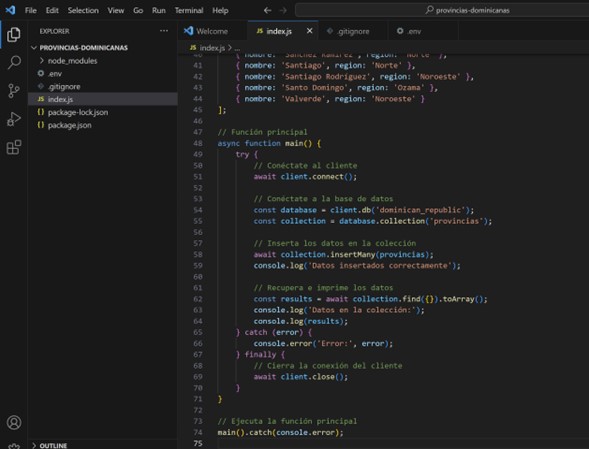 File Edit Selection View Go Run Terminal Help
provincias-dominicanas
EXPLORER
PROVINCIAS-DOMINICANAS
node_modules
.env
.gitignore
JS index.js
{} package-lock.json
{} package.json
OUTLINE
Welcome
JS index.js
.gitignore
.env
JS index.js > ...
40 { nombre: 'Sánchez Ramírez', region: 'Norte' },
41 { nombre: 'Santiago', region: 'Norte' },
42 { nombre: 'Santiago Rodríguez', region: 'Noroeste' },
43 { nombre: 'Santo Domingo', region: 'Ozama' },
44 { nombre: 'Valverde', region: 'Noroeste' }
45 ];
46
47 // Función principal
48 async function main() {
49 try {
50 // Conéctate al cliente
51 await client.connect();
52
53 // Conéctate a la base de datos
54 const database = client.db('dominican_republic');
55 const collection = database.collection('provincias');
56
57 // Inserta los datos en la colección
58 await collection.insertMany(provincias);
59 console.log('Datos insertados correctamente');
60
61 // Recupera e imprime los datos
62 const results = await collection.find({}).toArray();
63 console.log('Datos en la colección:');
64 console.log(results);
65 } catch (error) {
66 console.error('Error:', error);
67 } finally {
68 // Cierra la conexión del cliente
69 await client.close();
70 }
71 }
72
73 // Ejecuta la función principal
74 main().catch(console.error);
75